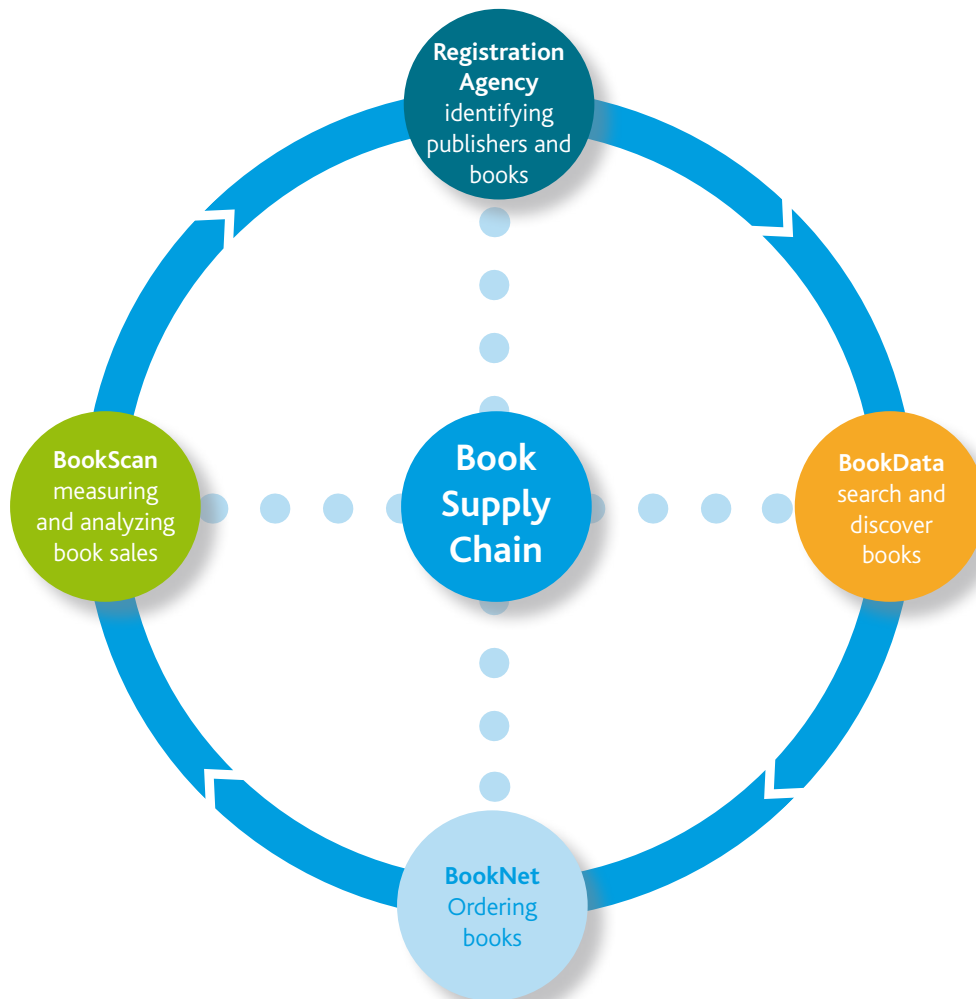 Registration
Agency
identifying
publishers and
books
BookScan
measuring
and analyzing
book sales
Book
Supply
Chain
BookData
search and
discover
books
BookNet
Ordering
books